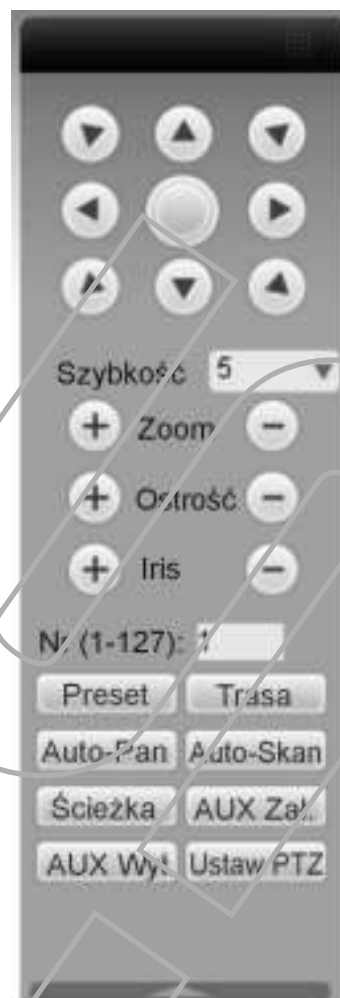 Szybkość 5
+ Zoom −
+ Ostrość −
+ Iris −
Nr (1-127): 1
Preset Trasa
Auto-Pan Auto-Skan
Ścieżka AUX Zał.
AUX Wył Ustaw PTZ